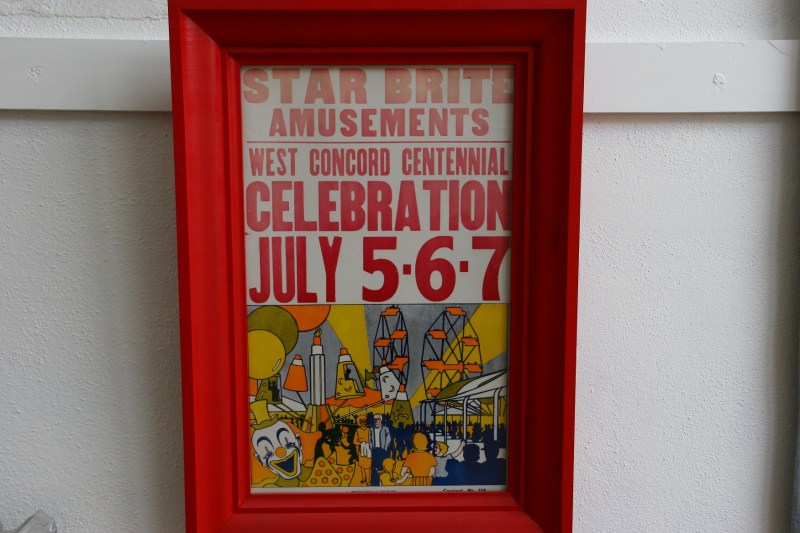 STAR BRITE
AMUSEMENTS
WEST CONCORD CENTENNIAL
CELEBRATION
JULY 5·6·7